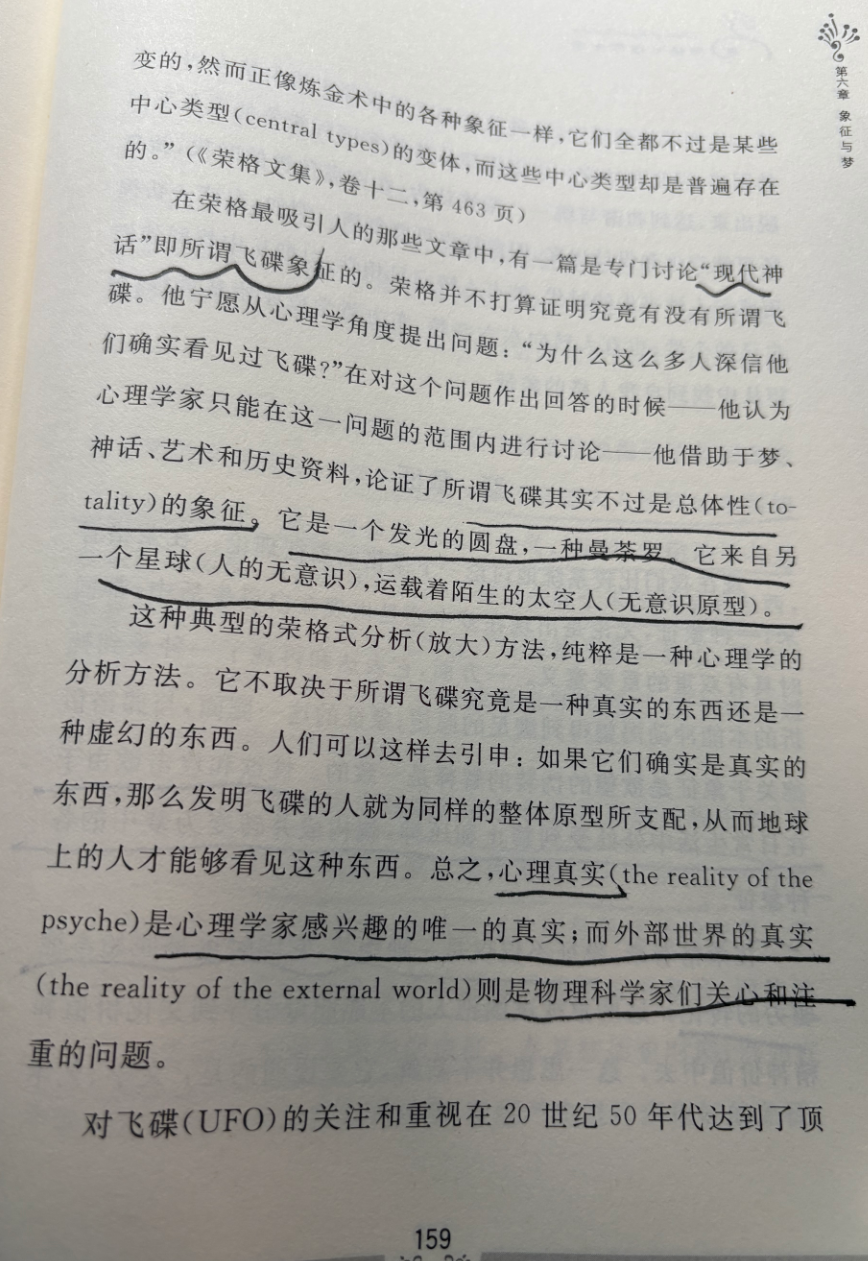 第六章 象征与梦
变的，然而正像炼金术中的各种象征一样，它们全都不过是某些
中心类型(central types)的变体，而这些中心类型却是普遍存在
的。”(《荣格文集》，卷十二，第 463 页)
在荣格最吸引人的那些文章中，有一篇是专门讨论“现代神
话”即所谓飞碟象征的。荣格并不打算证明究竟有没有所谓飞
碟。他宁愿从心理学角度提出问题：“为什么这么多人深信他
们确实看见过飞碟?”在对这个问题作出回答的时候——他认为
心理学家只能在这一问题的范围内进行讨论——他借助于梦、
神话、艺术和历史资料，论证了所谓飞碟其实不过是总体性(to-
tality)的象征。它是一个发光的圆盘，一种曼荼罗。它来自另
一个星球(人的无意识)，运载着陌生的太空人(无意识原型)。
这种典型的荣格式分析(放大)方法，纯粹是一种心理学的
分析方法。它不取决于所谓飞碟究竟是一种真实的东西还是一
种虚幻的东西。人们可以这样去引申：如果它们确实是真实的
东西，那么发明飞碟的人就为同样的整体原型所支配，从而地球
上的人才能够看见这种东西。总之，心理真实(the reality of the
psyche)是心理学家感兴趣的唯一的真实；而外部世界的真实
(the reality of the external world)则是物理科学家们关心和注
重的问题。
对飞碟(UFO)的关注和重视在 20 世纪 50 年代达到了顶
159